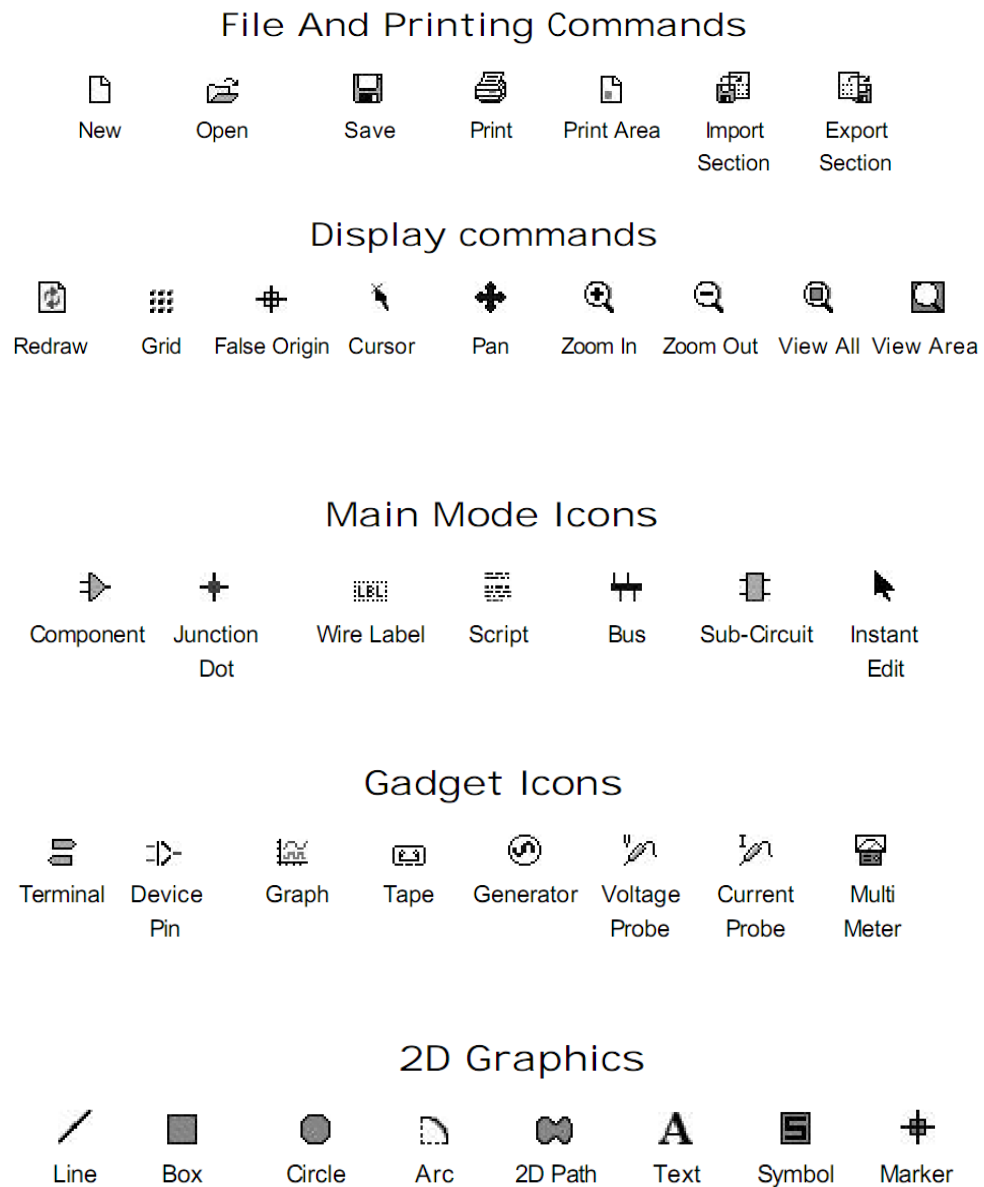 File And Printing Commands
New Open Save Print Print Area Import Export
Section Section
Display commands
Redraw Grid False Origin Cursor Pan Zoom In Zoom Out View All View Area
Main Mode Icons
LBL
Component Junction Wire Label Script Bus Sub-Circuit Instant
Dot Edit
Gadget Icons
V I
Terminal Device Graph Tape Generator Voltage Current Multi
Pin Probe Probe Meter
2D Graphics
A S
Line Box Circle Arc 2D Path Text Symbol Marker